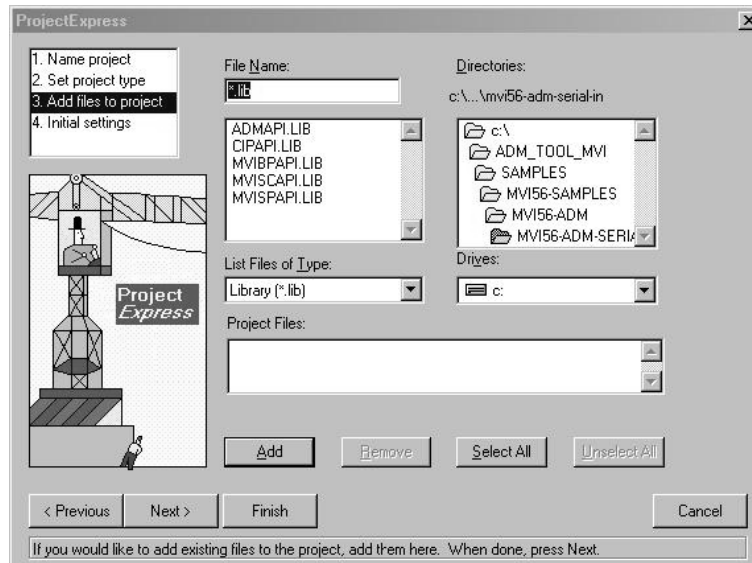 ProjectExpress
1. Name project
2. Set project type
3. Add files to project
4. Initial settings
File Name:
*.lib
ADMAPI.LIB
CIPAPI.LIB
MVIBPAPI.LIB
MVISCAPI.LIB
MVISPAPI.LIB
List Files of Type:
Library (*.lib)
Directories:
c:\...\mvi56-adm-serial-in
c:\
ADM_TOOL_MVI
SAMPLES
MVI56-SAMPLES
MVI56-ADM
MVI56-ADM-SERIA
Drives:
c:
Project
Express
Project Files:
Add
Remove
Select All
Unselect All
< Previous
Next >
Finish
Cancel
If you would like to add existing files to the project, add them here. When done, press Next.